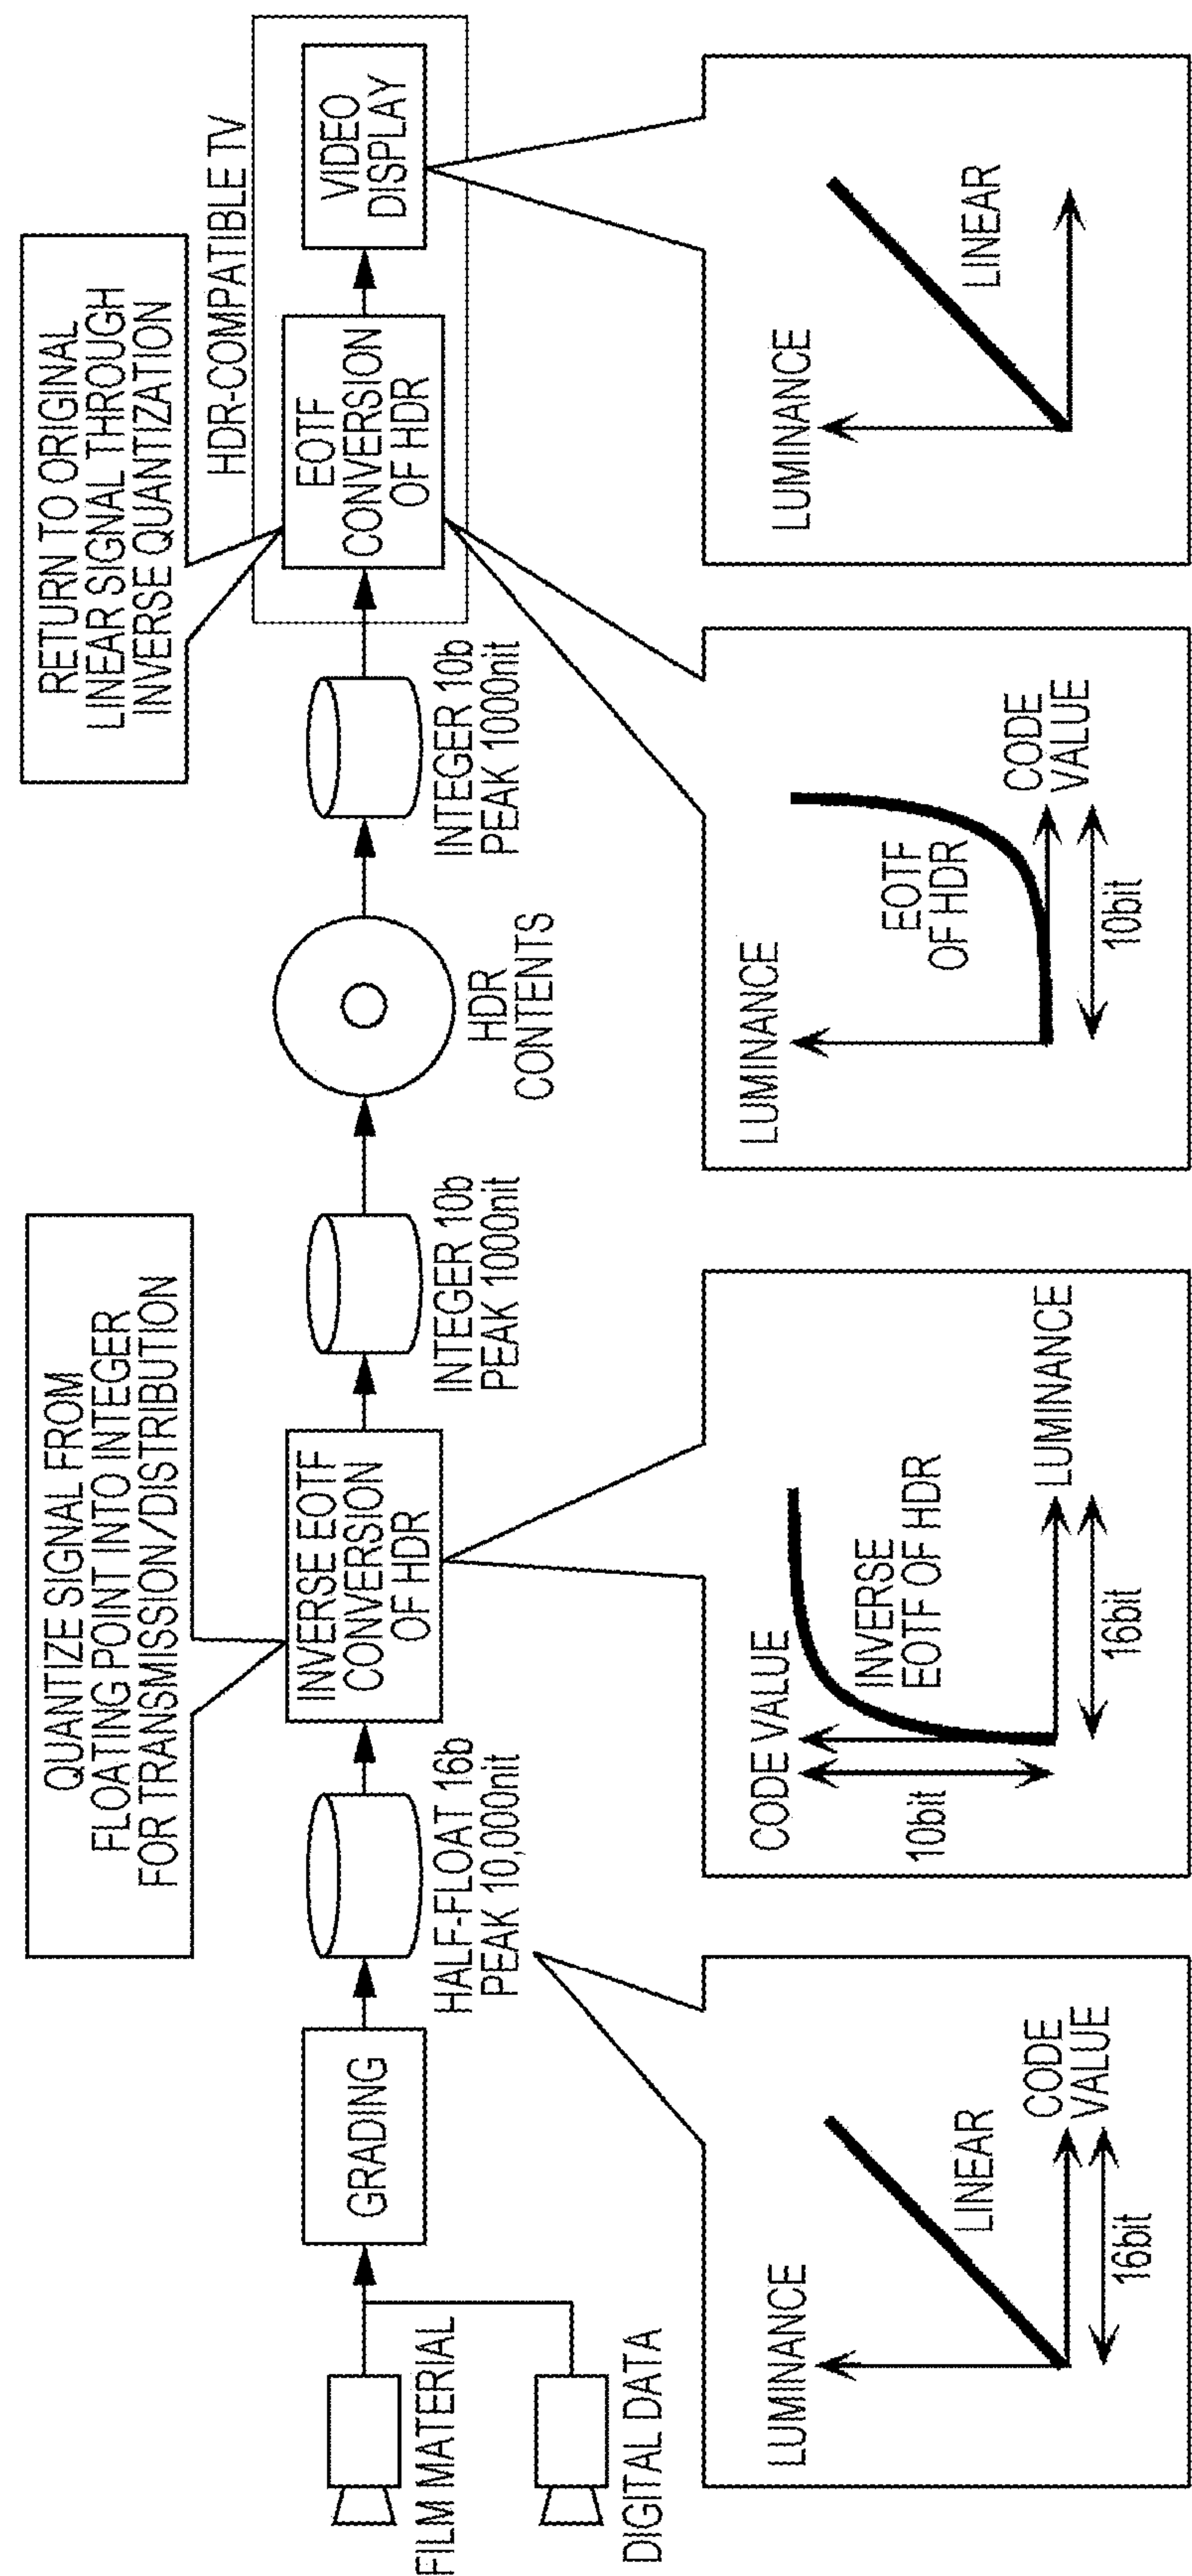 QUANTIZE SIGNAL FROM
FLOATING POINT INTO INTEGER
FOR TRANSMISSION/DISTRIBUTION
RETURN TO ORIGINAL
LINEAR SIGNAL THROUGH
INVERSE QUANTIZATION
HDR-COMPATIBLE TV
FILM MATERIAL
DIGITAL DATA
GRADING
HALF-FLOAT 16b
PEAK 10,000nit
INVERSE EOTF
CONVERSION
OF HDR
INTEGER 10b
PEAK 1000nit
HDR
CONTENTS
INTEGER 10b
PEAK 1000nit
EOTF
CONVERSION
OF HDR
VIDEO
DISPLAY
LUMINANCE
LINEAR
CODE
VALUE
16bit
CODE VALUE
10bit
INVERSE
EOTF OF HDR
LUMINANCE
16bit
LUMINANCE
EOTF
OF HDR
CODE
VALUE
10bit
LUMINANCE
LINEAR